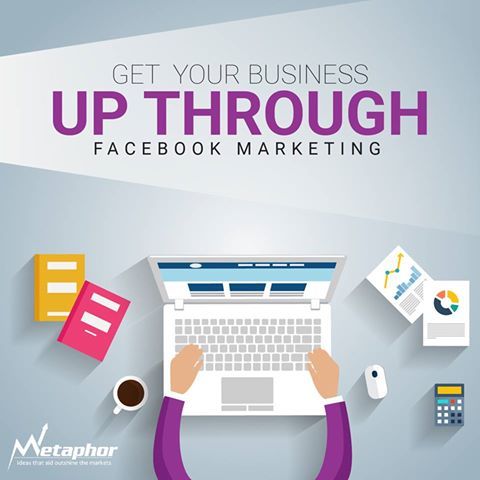 GET YOUR BUSINESS
UP THROUGH
FACEBOOK MARKETING
Metaphor
Ideas that aid outshine the markets